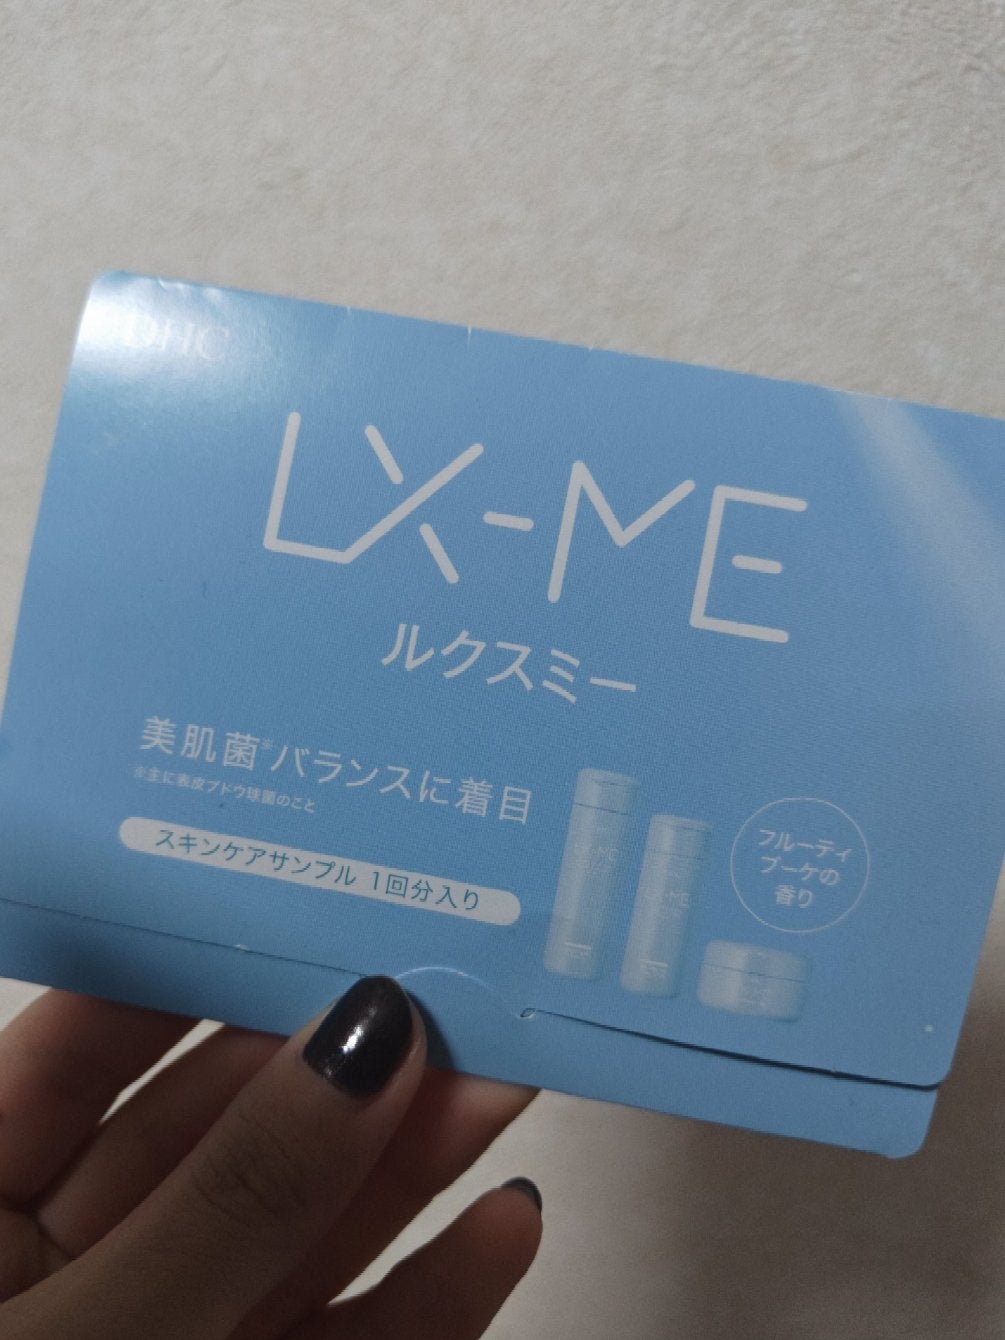 DHC
LX-ME
ルクスミー
美肌菌※バランスに着目
※主に表皮ブドウ球菌のこと
スキンケアサンプル 1回分入り
フルーティ
ブーケの
香り